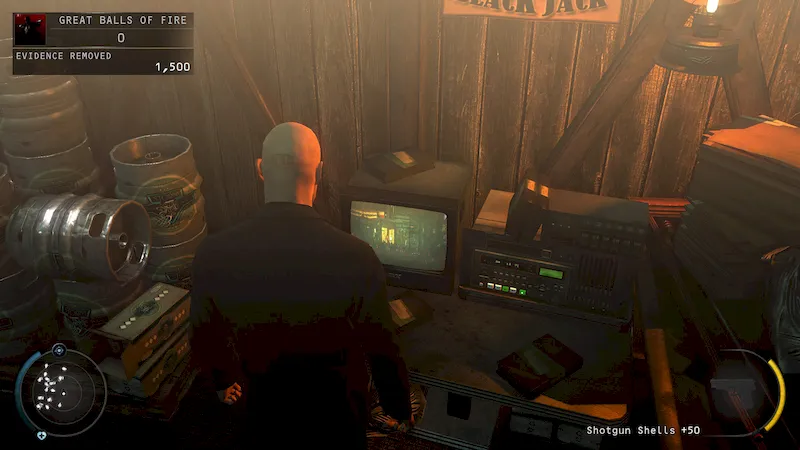 GREAT BALLS OF FIRE
0
EVIDENCE REMOVED
1,500
BLACK JACK
Shotgun Shells +50